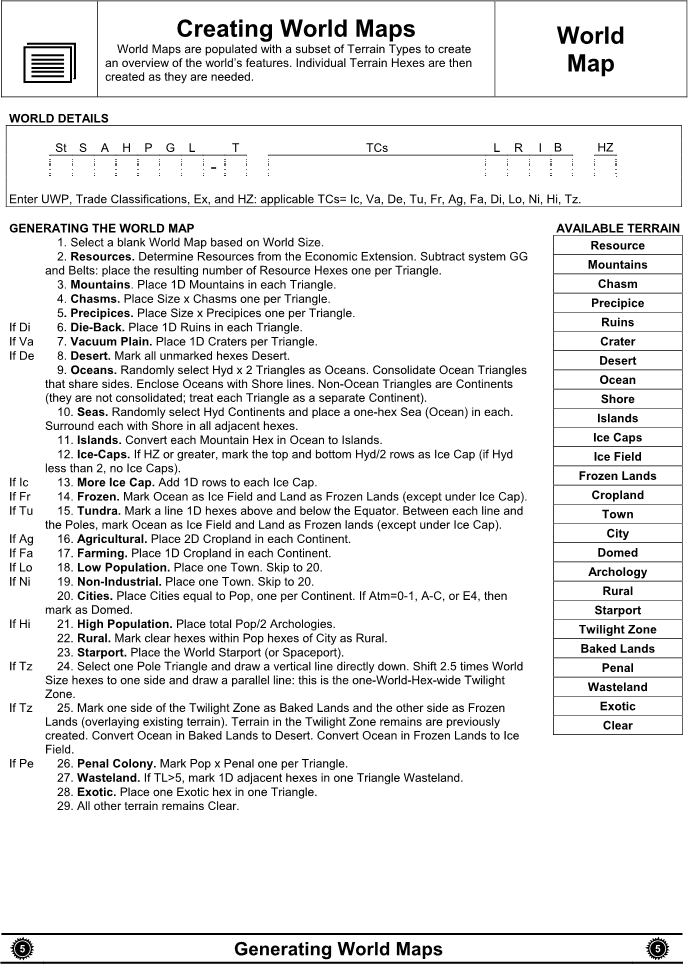 Creating World Maps
World Maps are populated with a subset of Terrain Types to create
an overview of the world's features. Individual Terrain Hexes are then
created as they are needed.
World
Map
WORLD DETAILS
St S A H P G L T TCs L R I B HZ
-
Enter UWP, Trade Classifications, Ex, and HZ: applicable TCs= Ic, Va, De, Tu, Fr, Ag, Fa, Di, Lo, Ni, Hi, Tz.
GENERATING THE WORLD MAP
1. Select a blank World Map based on World Size.
2. Resources. Determine Resources from the Economic Extension. Subtract system GG
and Belts: place the resulting number of Resource Hexes one per Triangle.
3. Mountains. Place 1D Mountains in each Triangle.
4. Chasms. Place Size x Chasms one per Triangle.
5. Precipices. Place Size x Precipices one per Triangle.
If Di 6. Die-Back. Place 1D Ruins in each Triangle.
If Va 7. Vacuum Plain. Place 1D Craters per Triangle.
If De 8. Desert. Mark all unmarked hexes Desert.
9. Oceans. Randomly select Hyd x 2 Triangles as Oceans. Consolidate Ocean Triangles
that share sides. Enclose Oceans with Shore lines. Non-Ocean Triangles are Continents
(they are not consolidated; treat each Triangle as a separate Continent).
10. Seas. Randomly select Hyd Continents and place a one-hex Sea (Ocean) in each.
Surround each with Shore in all adjacent hexes.
11. Islands. Convert each Mountain Hex in Ocean to Islands.
12. Ice-Caps. If HZ or greater, mark the top and bottom Hyd/2 rows as Ice Cap (if Hyd
less than 2, no Ice Caps).
If Ic 13. More Ice Cap. Add 1D rows to each Ice Cap.
If Fr 14. Frozen. Mark Ocean as Ice Field and Land as Frozen Lands (except under Ice Cap).
If Tu 15. Tundra. Mark a line 1D hexes above and below the Equator. Between each line and
the Poles, mark Ocean as Ice Field and Land as Frozen lands (except under Ice Cap).
If Ag 16. Agricultural. Place 2D Cropland in each Continent.
If Fa 17. Farming. Place 1D Cropland in each Continent.
If Lo 18. Low Population. Place one Town. Skip to 20.
If Ni 19. Non-Industrial. Place one Town. Skip to 20.
20. Cities. Place Cities equal to Pop, one per Continent. If Atm=0-1, A-C, or E4, then
mark as Domed.
If Hi 21. High Population. Place total Pop/2 Archologies.
22. Rural. Mark clear hexes within Pop hexes of City as Rural.
23. Starport. Place the World Starport (or Spaceport).
If Tz 24. Select one Pole Triangle and draw a vertical line directly down. Shift 2.5 times World
Size hexes to one side and draw a parallel line: this is the one-World-Hex-wide Twilight
Zone.
If Tz 25. Mark one side of the Twilight Zone as Baked Lands and the other side as Frozen
Lands (overlaying existing terrain). Terrain in the Twilight Zone remains are previously
created. Convert Ocean in Baked Lands to Desert. Convert Ocean in Frozen Lands to Ice
Field.
If Pe 26. Penal Colony. Mark Pop x Penal one per Triangle.
27. Wasteland. If TL>5, mark 1D adjacent hexes in one Triangle Wasteland.
28. Exotic. Place one Exotic hex in one Triangle.
29. All other terrain remains Clear.
AVAILABLE TERRAIN
Resource
Mountains
Chasm
Precipice
Ruins
Crater
Desert
Ocean
Shore
Islands
Ice Caps
Ice Field
Frozen Lands
Cropland
Town
City
Domed
Archology
Rural
Starport
Twilight Zone
Baked Lands
Penal
Wasteland
Exotic
Clear
5 Generating World Maps 5